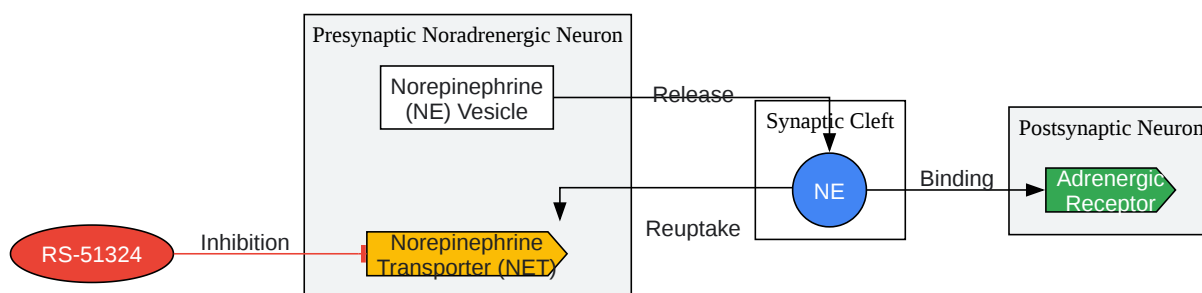 Presynaptic Noradrenergic Neuron
Norepinephrine
(NE) Vesicle
Release
Synaptic Cleft
Postsynaptic Neuron
NE
Binding
Adrenergic
Receptor
Reuptake
RS-51324
Inhibition
Norepinephrine
Transporter (NET)